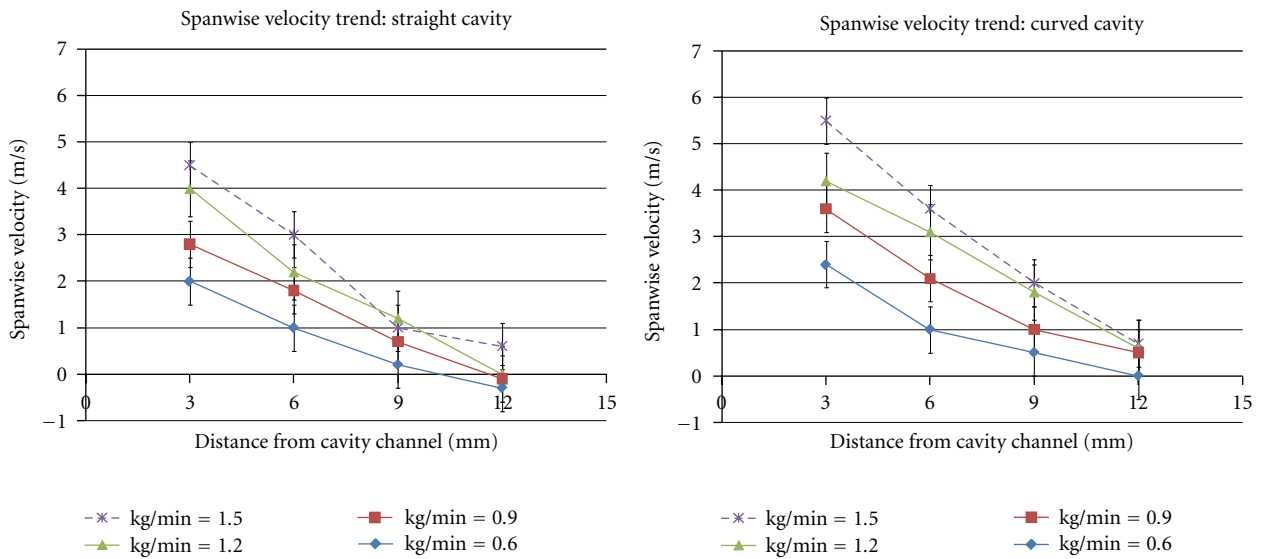 Spanwise velocity trend: straight cavity
7
6
5
4
3
2
1
0
−1
0 3 6 9 12 15
Spanwise velocity (m/s)
Distance from cavity channel (mm)
kg/min = 1.5
kg/min = 1.2
kg/min = 0.9
kg/min = 0.6
Spanwise velocity trend: curved cavity
7
6
5
4
3
2
1
0
−1
0 3 6 9 12 15
Spanwise velocity (m/s)
Distance from cavity channel (mm)
kg/min = 1.5
kg/min = 1.2
kg/min = 0.9
kg/min = 0.6